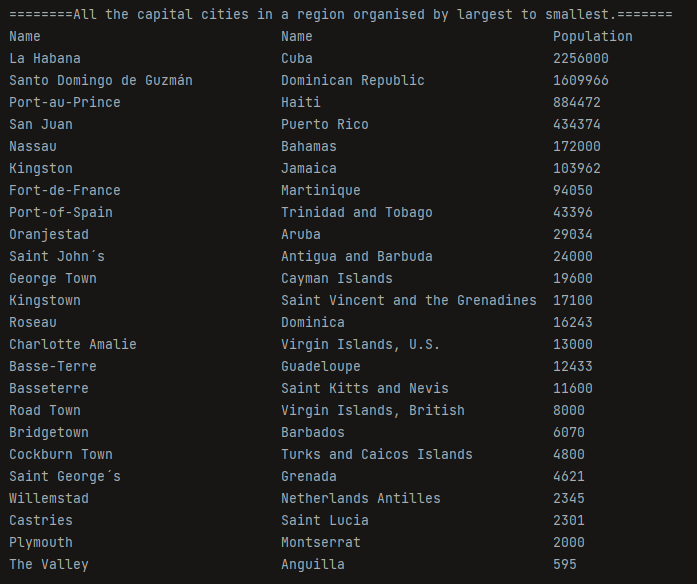 ========All the capital cities in a region organised by largest to smallest.=======
Name Name Population
La Habana Cuba 2256000
Santo Domingo de Guzmán Dominican Republic 1609966
Port-au-Prince Haiti 884472
San Juan Puerto Rico 434374
Nassau Bahamas 172000
Kingston Jamaica 103962
Fort-de-France Martinique 94050
Port-of-Spain Trinidad and Tobago 43396
Oranjestad Aruba 29034
Saint John´s Antigua and Barbuda 24000
George Town Cayman Islands 19600
Kingstown Saint Vincent and the Grenadines 17100
Roseau Dominica 16243
Charlotte Amalie Virgin Islands, U.S. 13000
Basse-Terre Guadeloupe 12433
Basseterre Saint Kitts and Nevis 11600
Road Town Virgin Islands, British 8000
Bridgetown Barbados 6070
Cockburn Town Turks and Caicos Islands 4800
Saint George´s Grenada 4621
Willemstad Netherlands Antilles 2345
Castries Saint Lucia 2301
Plymouth Montserrat 2000
The Valley Anguilla 595